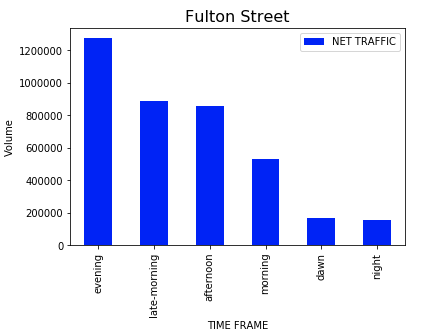 Fulton Street
NET TRAFFIC
Volume
1200000
1000000
800000
600000
400000
200000
0
evening
late-morning
afternoon
morning
dawn
night
TIME FRAME